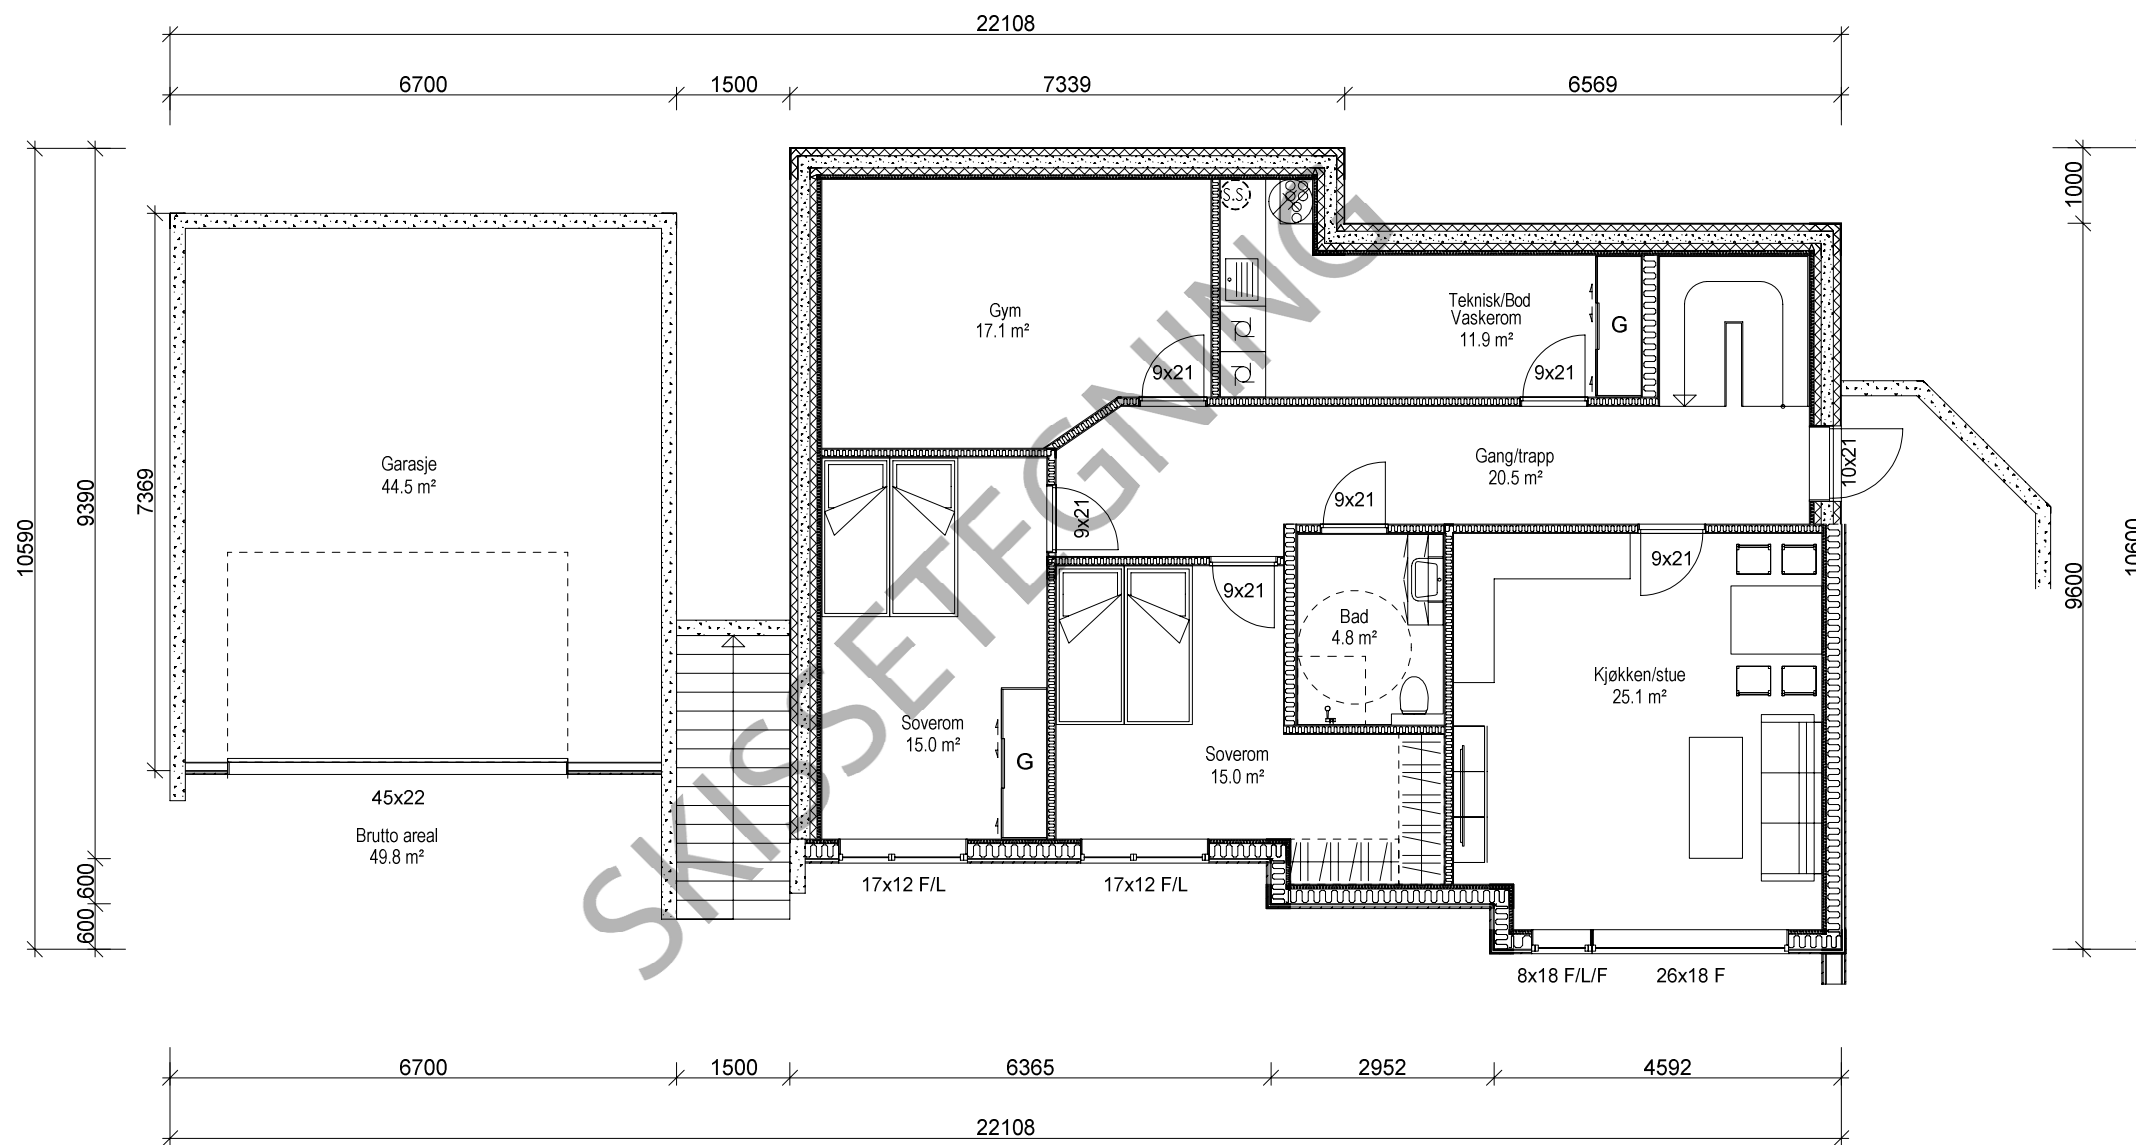 22108
6700
1500
7339
6569
10590
9390
7369
600
600
1000
9600
10600
S.S.
Gym
17.1 m²
Teknisk/Bod
Vaskerom
11.9 m²
G
9x21
9x21
Garasje
44.5 m²
Gang/trapp
20.5 m²
10x21
9x21
9x21
9x21
9x21
Bad
4.8 m²
Kjøkken/stue
25.1 m²
Soverom
15.0 m²
G
Soverom
15.0 m²
45x22
Brutto areal
49.8 m²
17x12 F/L
17x12 F/L
8x18 F/L/F
26x18 F
SKISSETEGNING
6700
1500
6365
2952
4592
22108